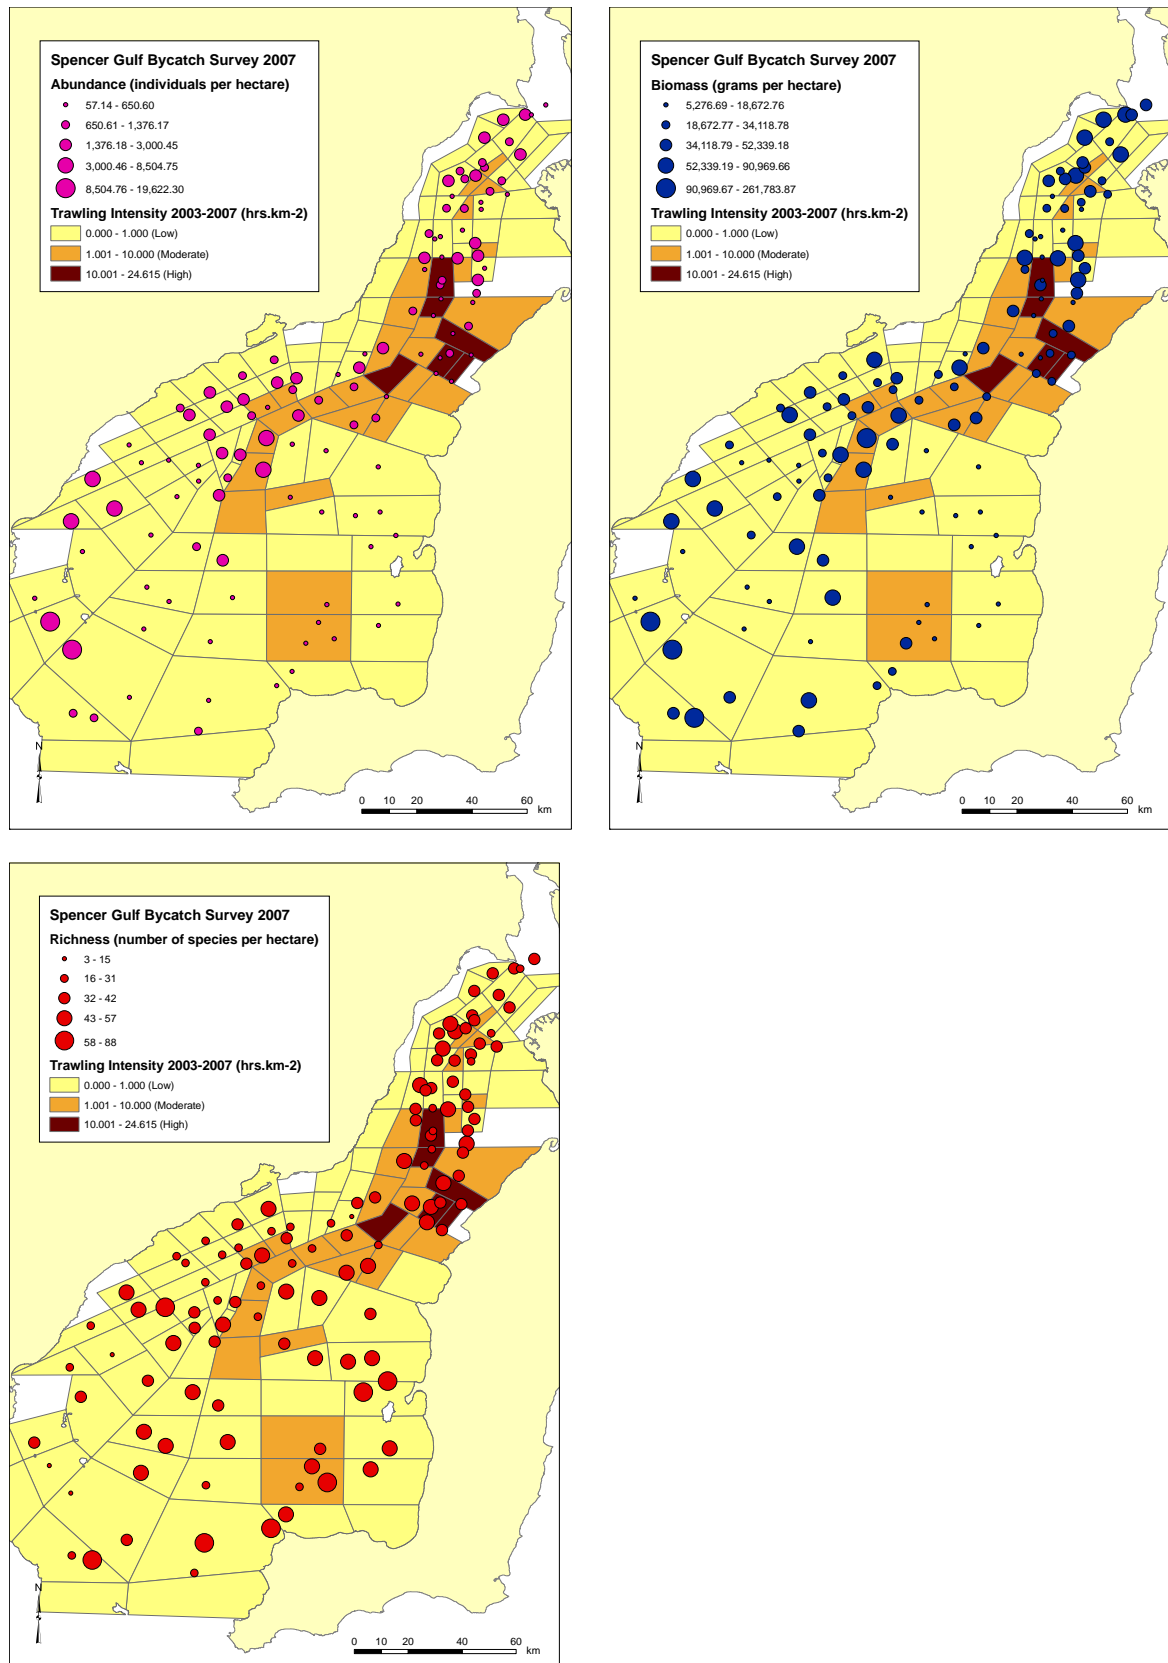 Spencer Gulf Bycatch Survey 2007
Abundance (individuals per hectare)
57.14 - 650.60
650.61 - 1,376.17
1,376.18 - 3,000.45
3,000.46 - 8,504.75
8,504.76 - 19,622.30
Trawling Intensity 2003-2007 (hrs.km-2)
0.000 - 1.000 (Low)
1.001 - 10.000 (Moderate)
10.001 - 24.615 (High)
N
0 10 20 40 60
km
Spencer Gulf Bycatch Survey 2007
Biomass (grams per hectare)
5,276.69 - 18,672.76
18,672.77 - 34,118.78
34,118.79 - 52,339.18
52,339.19 - 90,969.66
90,969.67 - 261,783.87
Trawling Intensity 2003-2007 (hrs.km-2)
0.000 - 1.000 (Low)
1.001 - 10.000 (Moderate)
10.001 - 24.615 (High)
N
0 10 20 40 60
km
Spencer Gulf Bycatch Survey 2007
Richness (number of species per hectare)
3 - 15
16 - 31
32 - 42
43 - 57
58 - 88
Trawling Intensity 2003-2007 (hrs.km-2)
0.000 - 1.000 (Low)
1.001 - 10.000 (Moderate)
10.001 - 24.615 (High)
N
0 10 20 40 60
km